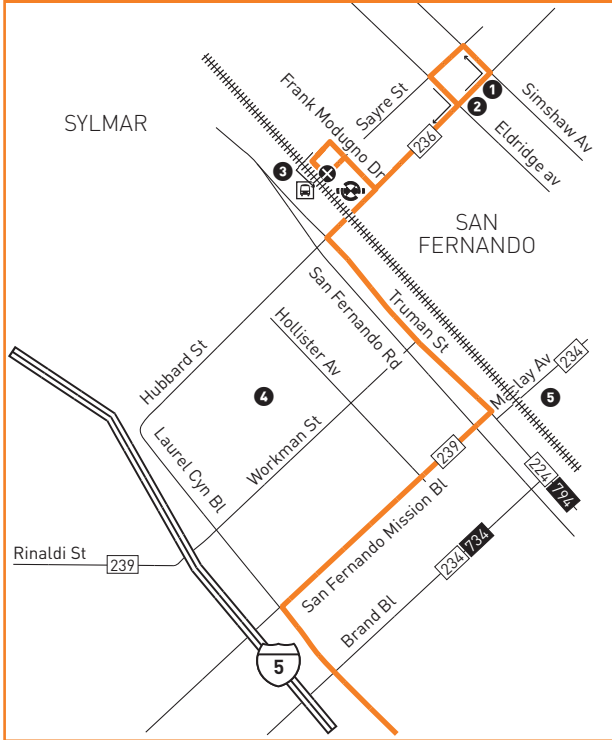 SYLMAR
Frank Modugno Dr
Sayre St
1
2
Simshaw Av
Eldridge av
236
3
SAN
FERNANDO
San Fernando Rd
Truman St
Hollister Av
Hubbard St
4
Maclay Av
234
5
Workman St
Laurel Cyn Bl
239
224
794
San Fernando Mission Bl
Rinaldi St
239
234
734
Brand Bl
5